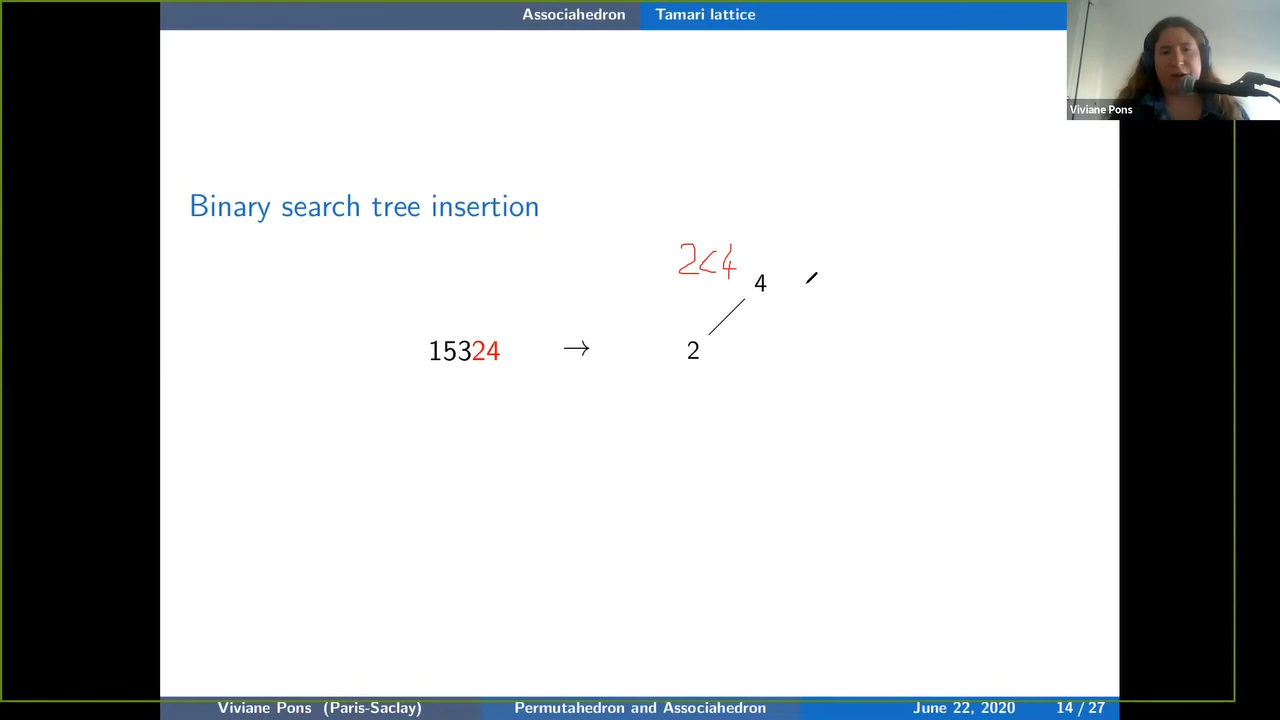 Associahedron Tamari lattice
Viviane Pons
Binary search tree insertion
2<4
4
15324 → 2
Viviane Pons (Paris-Saclay) Permutahedron and Associahedron June 22, 2020 14 / 27